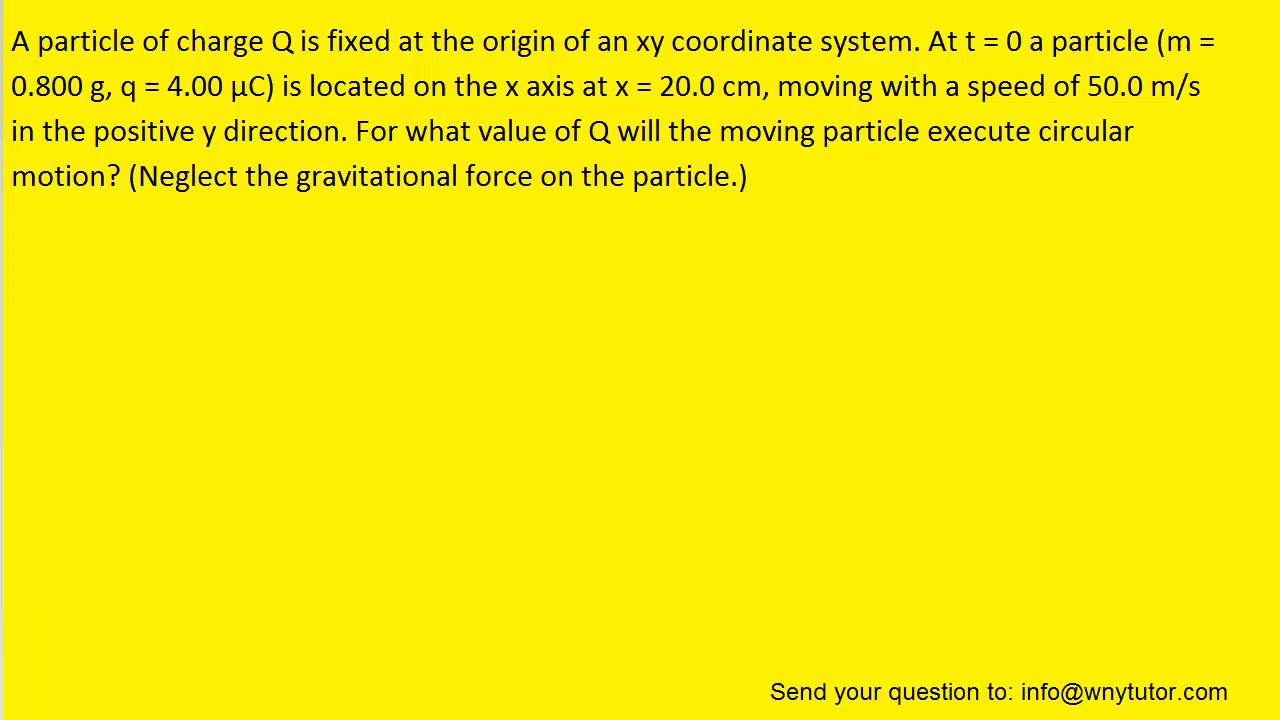 A particle of charge Q is fixed at the origin of an xy coordinate system. At t = 0 a particle (m =
0.800 g, q = 4.00 µC) is located on the x axis at x = 20.0 cm, moving with a speed of 50.0 m/s
in the positive y direction. For what value of Q will the moving particle execute circular
motion? (Neglect the gravitational force on the particle.)
Send your question to: info@wnytutor.com